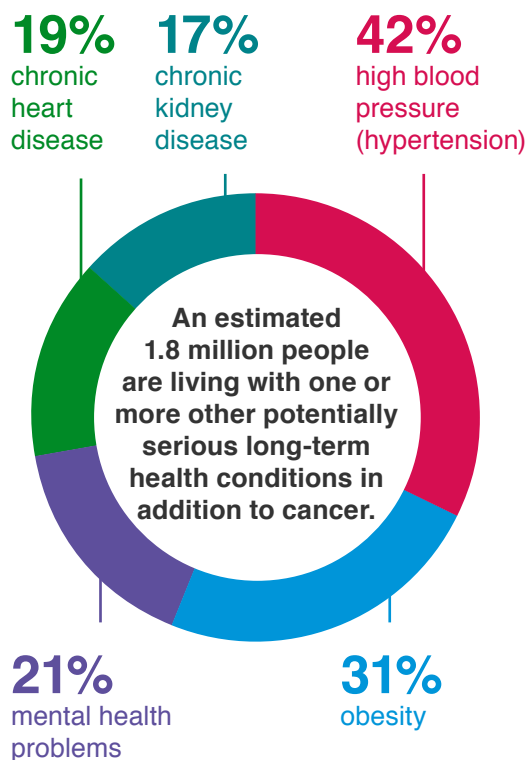 19%
chronic
heart
disease
17%
chronic
kidney
disease
42%
high blood
pressure
(hypertension)
An estimated
1.8 million people
are living with one or
more other potentially
serious long-term
health conditions in
addition to cancer.
21%
mental health
problems
31%
obesity